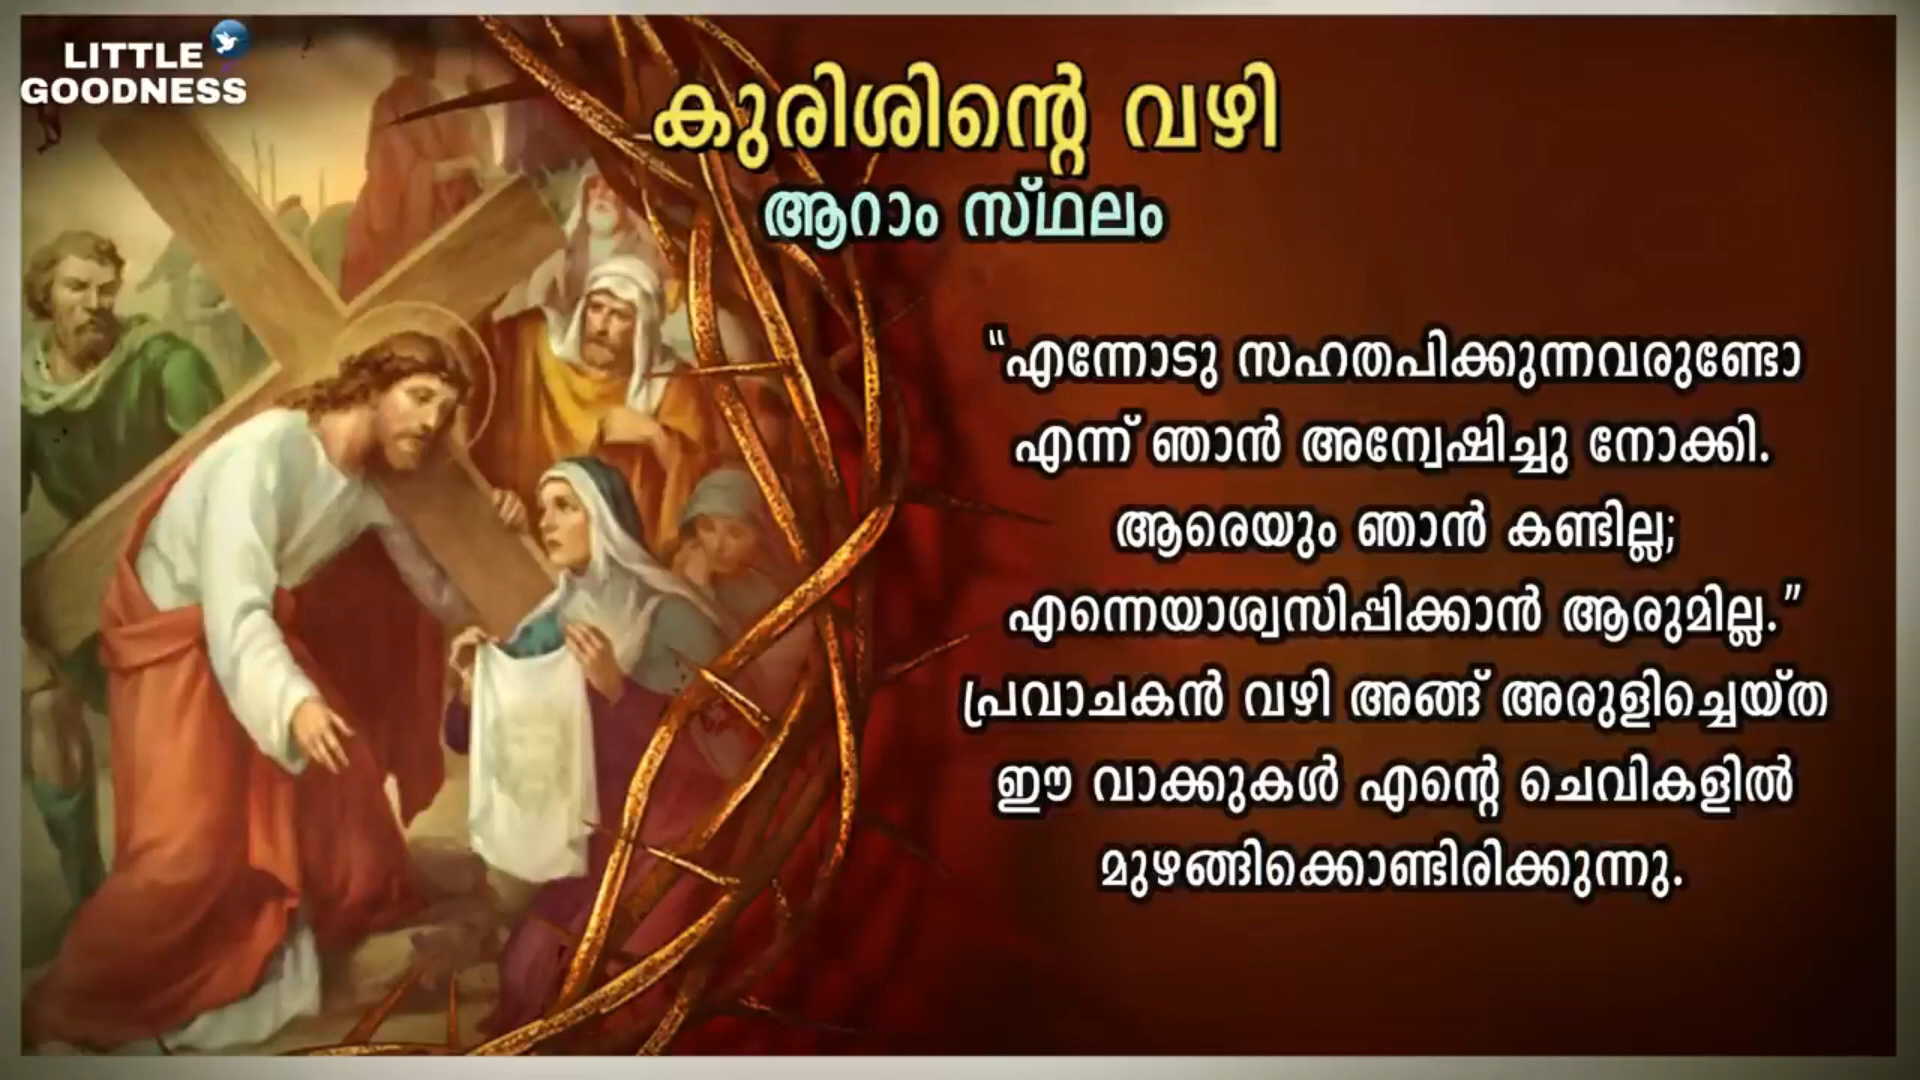 LITTLE
GOODNESS
കുരിശിന്റെ വഴി
ആറാം സ്ഥലം
“എന്നോടു സഹതപിക്കുന്നവരുണ്ടോ
എന്ന് ഞാൻ അന്വേഷിച്ചു നോക്കി.
ആരെയും ഞാൻ കണ്ടില്ല;
എന്നെയാശ്വസിപ്പിക്കാൻ ആരുമില്ല.”
പ്രവാചകൻ വഴി അങ്ങ് അരുളിച്ചെയ്ത
ഈ വാക്കുകൾ എന്റെ ചെവികളിൽ
മുഴങ്ങിക്കൊണ്ടിരിക്കുന്നു.